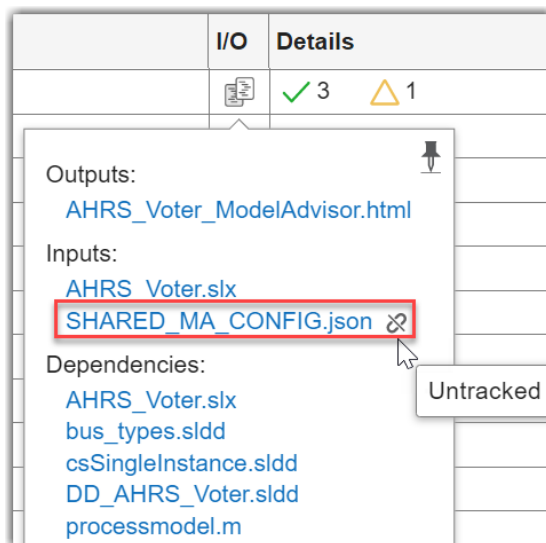 I/O Details
3 1
Outputs:
AHRS_Voter_ModelAdvisor.html
Inputs:
AHRS_Voter.slx
SHARED_MA_CONFIG.json
Untracked
Dependencies:
AHRS_Voter.slx
bus_types.sldd
csSingleInstance.sldd
DD_AHRS_Voter.sldd
processmodel.m